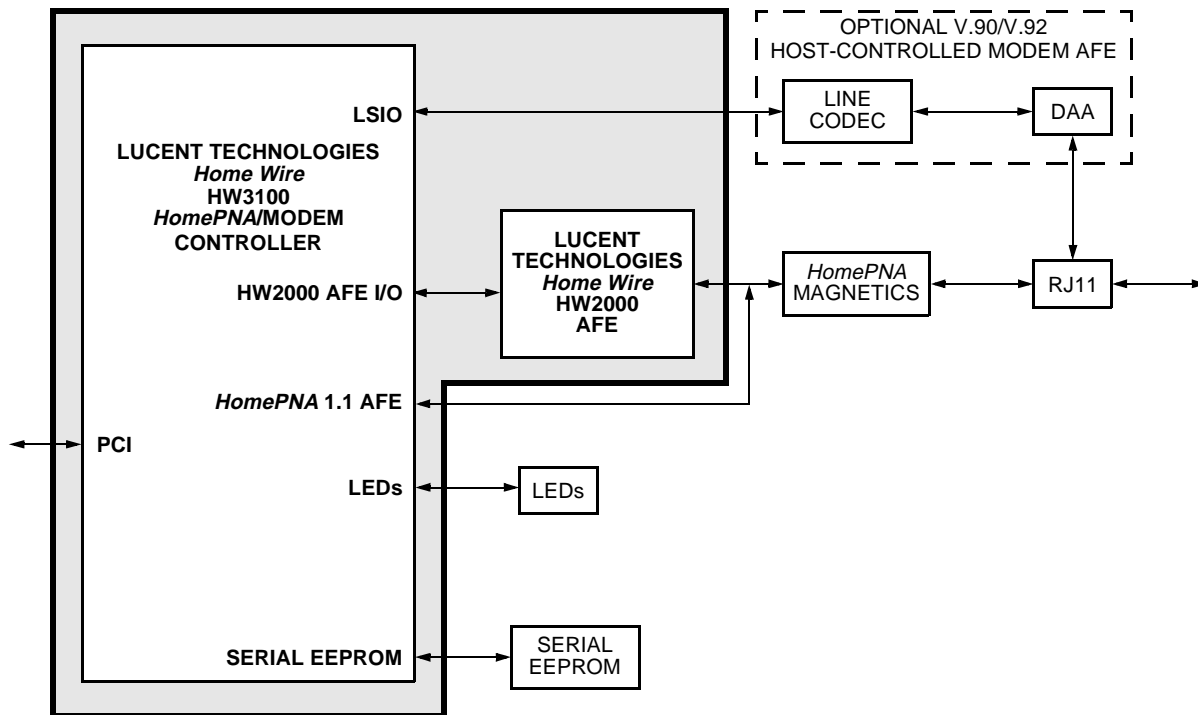 OPTIONAL V.90/V.92
HOST-CONTROLLED MODEM AFE
LINE
CODEC
DAA
LSIO
LUCENT TECHNOLOGIES
Home Wire
HW3100
HomePNA/MODEM
CONTROLLER
LUCENT
TECHNOLOGIES
Home Wire
HW2000
AFE
HomePNA
MAGNETICS
RJ11
HW2000 AFE I/O
HomePNA 1.1 AFE
PCI
LEDs
LEDs
SERIAL EEPROM
SERIAL
EEPROM